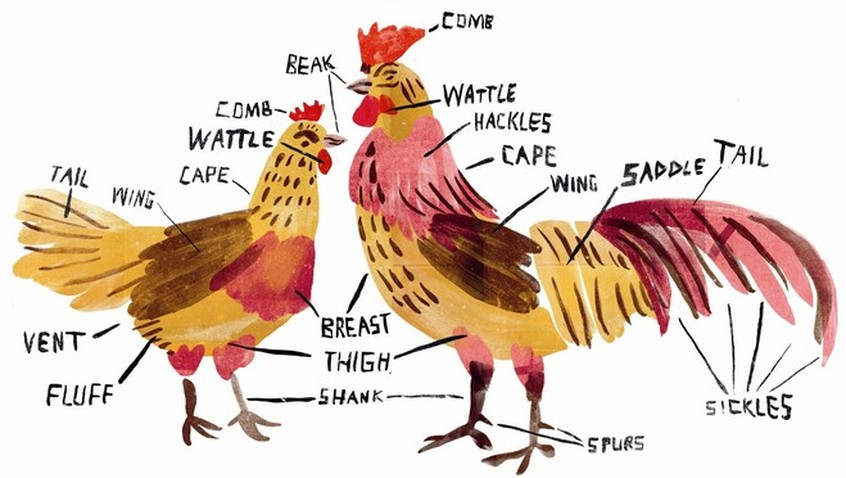 COMB
BEAK
COMB
WATTLE
WATTLE
HACKLES
CAPE
CAPE
TAIL
WING
WING
SADDLE
TAIL
VENT
FLUFF
BREAST
THIGH
SHANK
SICKLES
SPURS